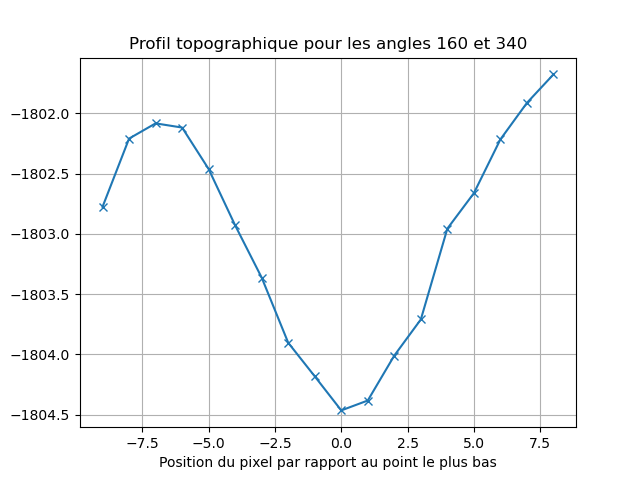 Profil topographique pour les angles 160 et 340
−1802.0
−1802.5
−1803.0
−1803.5
−1804.0
−1804.5
−7.5 −5.0 −2.5 0.0 2.5 5.0 7.5
Position du pixel par rapport au point le plus bas